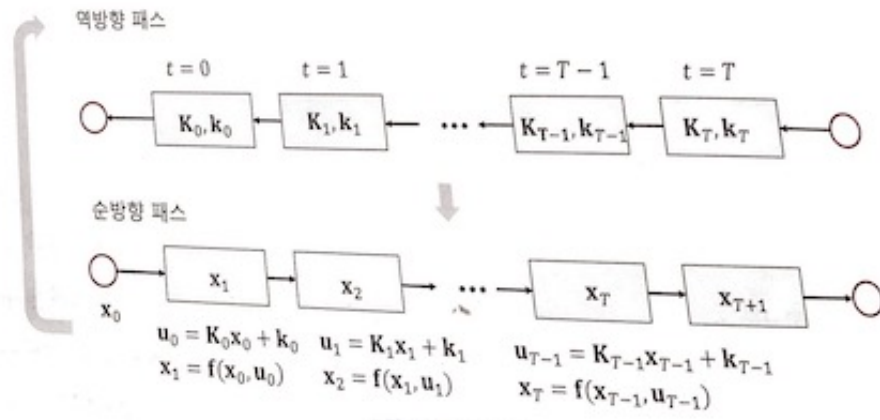 역방향 패스
t = 0 t = 1 t = T − 1 t = T
K₀, k₀ K₁, k₁ ⋯ K_{T−1}, k_{T−1} K_T, k_T
순방향 패스
x₁ x₂ ⋯ x_T x_{T+1}
x₀
u₀ = K₀x₀ + k₀ u₁ = K₁x₁ + k₁ u_{T−1} = K_{T−1}x_{T−1} + k_{T−1}
x₁ = f(x₀, u₀) x₂ = f(x₁, u₁) x_T = f(x_{T−1}, u_{T−1})